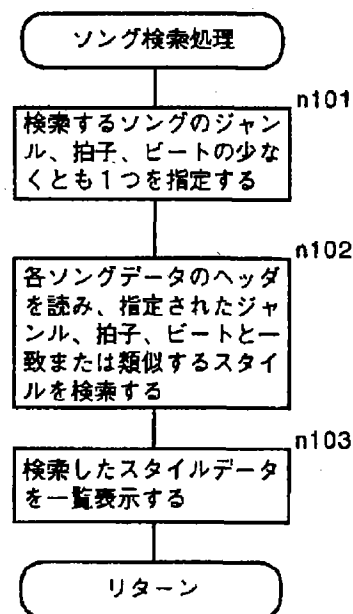 ソング検索処理
n101
検索するソングのジャン
ル、拍子、ビートの少な
くとも1つを指定する
n102
各ソングデータのヘッダ
を読み、指定されたジャ
ンル、拍子、ビートと一
致または類似するスタイ
ルを検索する
n103
検索したスタイルデータ
を一覧表示する
リターン